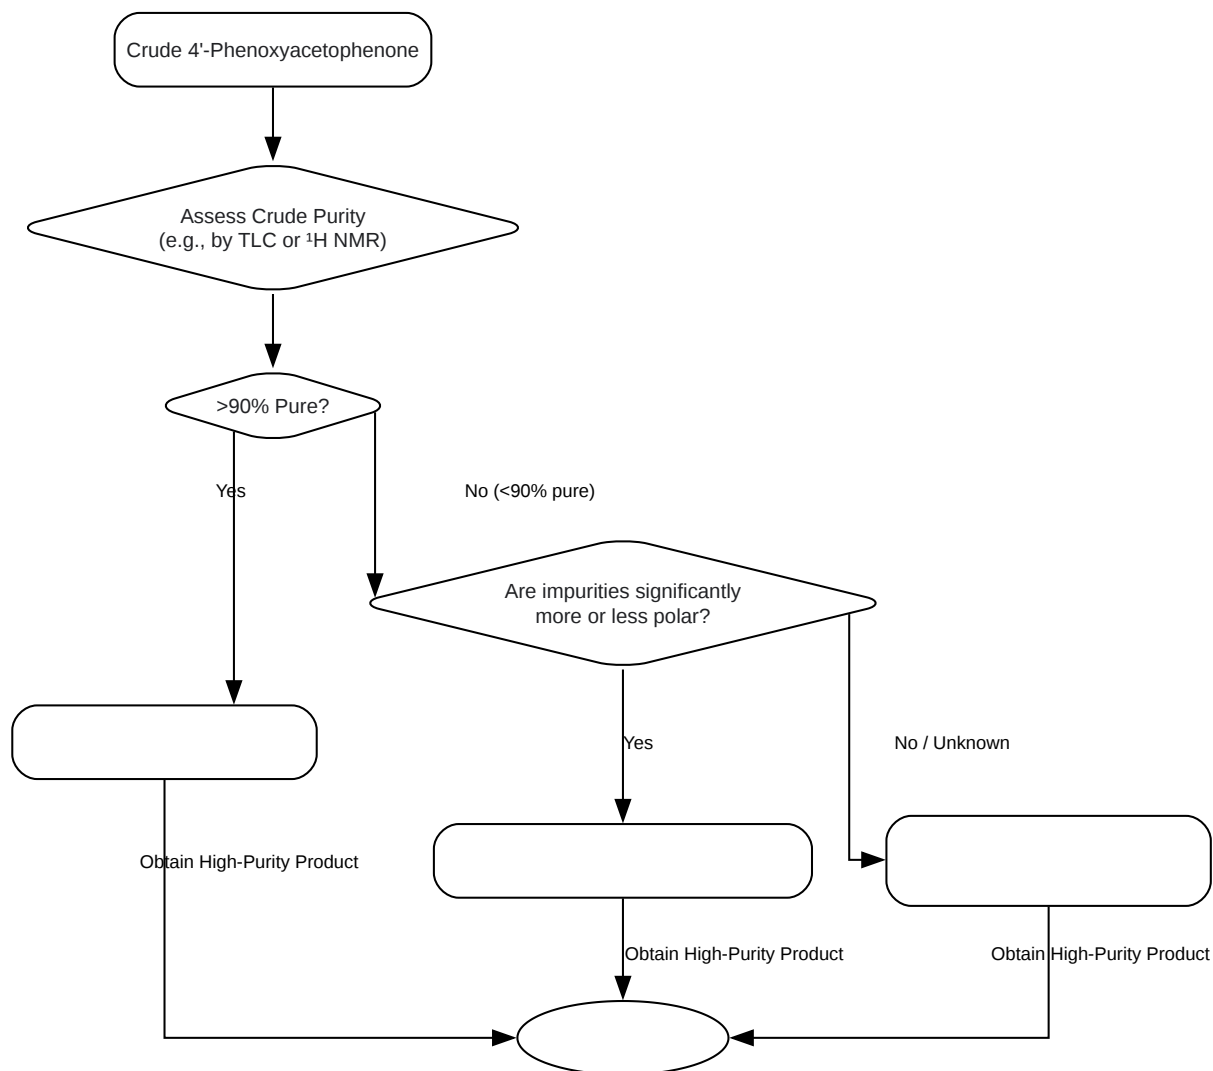 Crude 4'-Phenoxyacetophenone
Assess Crude Purity
(e.g., by TLC or ¹H NMR)
>90% Pure?
Yes
No (<90% pure)
Are impurities significantly
more or less polar?
Yes
No / Unknown
Obtain High-Purity Product
Obtain High-Purity Product
Obtain High-Purity Product